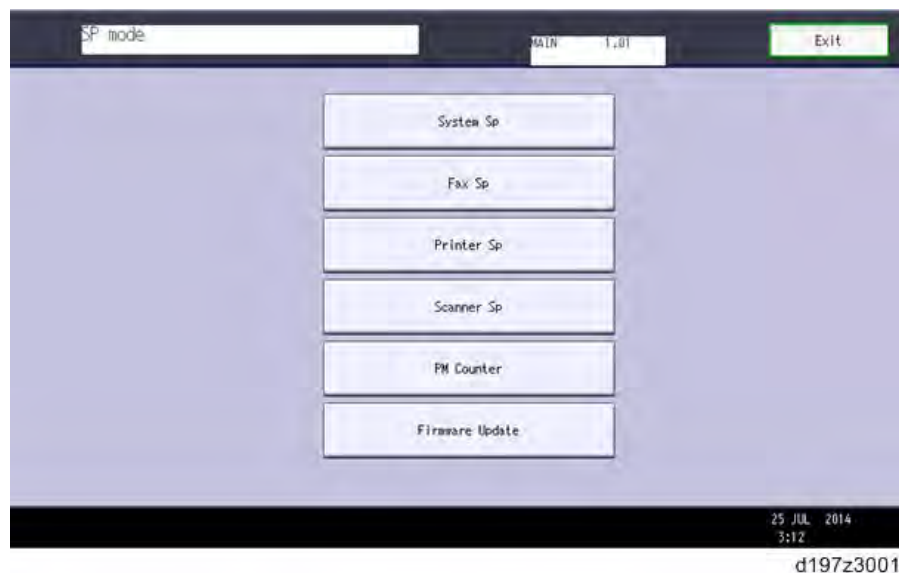 SP mode
MAIN 1.01
Exit
System Sp
Fax Sp
Printer Sp
Scanner Sp
PM Counter
Firmware Update
25 JUL 2014
3:12
d197z3001